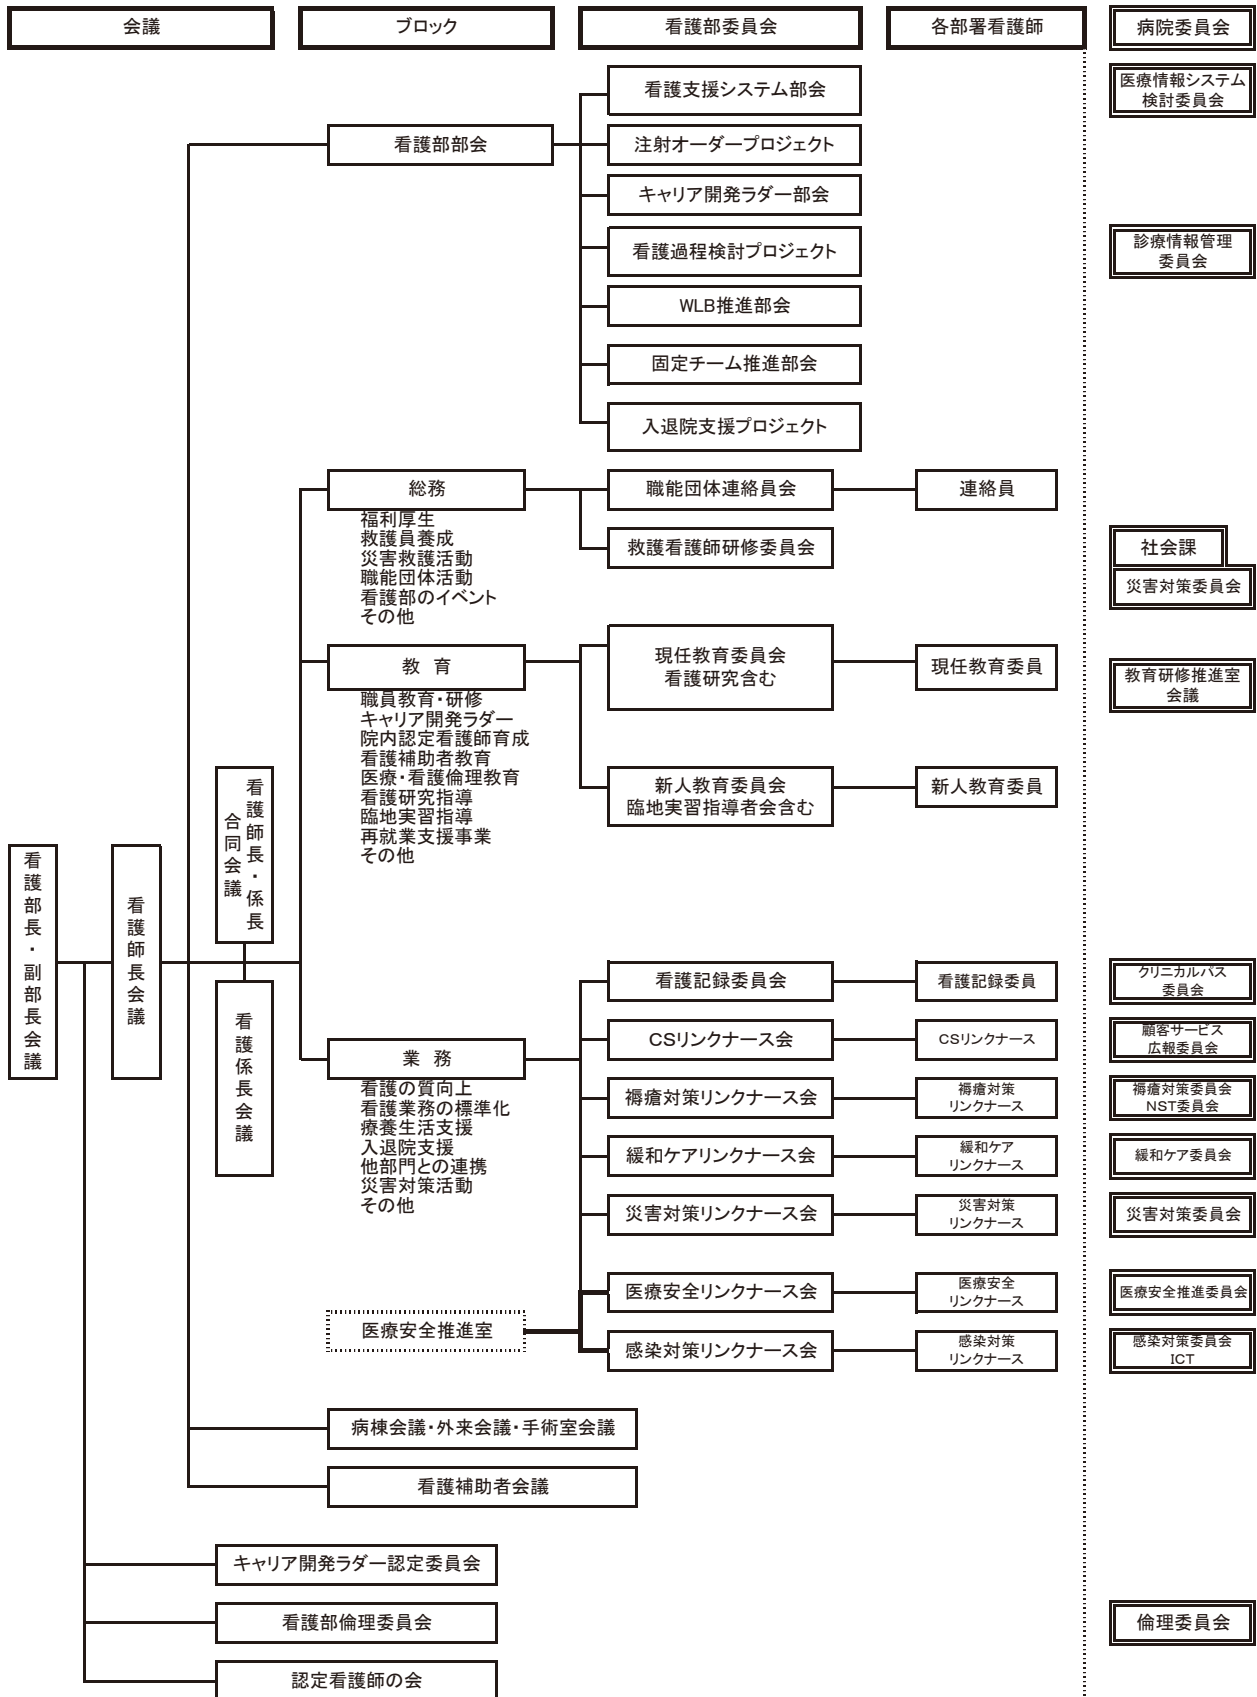 会議
ブロック
看護部委員会
各部署看護師
病院委員会
看護支援システム部会
医療情報システム
検討委員会
看護部部会
注射オーダープロジェクト
キャリア開発ラダー部会
看護過程検討プロジェクト
診療情報管理
委員会
WLB推進部会
固定チーム推進部会
入退院支援プロジェクト
総務
職能団体連絡員会
連絡員
福利厚生
救護員養成
災害救護活動
職能団体活動
看護部のイベント
その他
救護看護師研修委員会
社会課
災害対策委員会
教 育
現任教育委員会
看護研究含む
現任教育委員
教育研修推進室
会議
職員教育・研修
キャリア開発ラダー
院内認定看護師育成
看護補助者教育
医療・看護倫理教育
看護研究指導
臨地実習指導
再就業支援事業
その他
新人教育委員会
臨地実習指導者会含む
新人教育委員
看護師長・係長
合同会議
看護部長・副部長会議
看護師長会議
看護係長会議
看護記録委員会
看護記録委員
クリニカルパス
委員会
CSリンクナース会
CSリンクナース
顧客サービス
広報委員会
業 務
看護の質向上
看護業務の標準化
療養生活支援
入退院支援
他部門との連携
災害対策活動
その他
褥瘡対策リンクナース会
褥瘡対策
リンクナース
褥瘡対策委員会
NST委員会
緩和ケアリンクナース会
緩和ケア
リンクナース
緩和ケア委員会
災害対策リンクナース会
災害対策
リンクナース
災害対策委員会
医療安全リンクナース会
医療安全
リンクナース
医療安全推進委員会
医療安全推進室
感染対策リンクナース会
感染対策
リンクナース
感染対策委員会
ICT
病棟会議・外来会議・手術室会議
看護補助者会議
キャリア開発ラダー認定委員会
看護部倫理委員会
倫理委員会
認定看護師の会